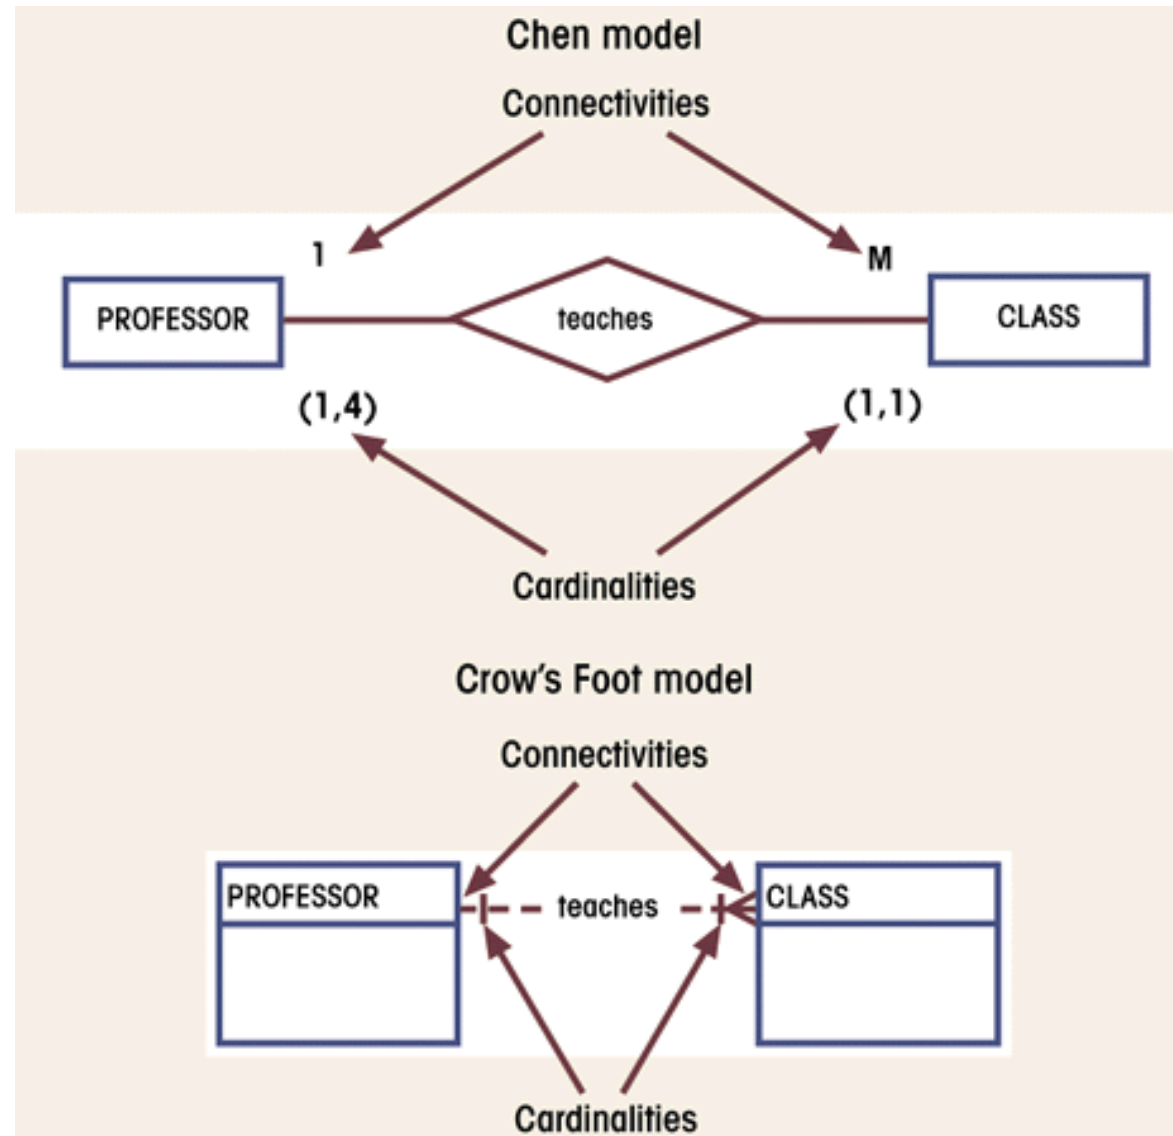 Chen model
Connectivities
1
M
PROFESSOR
teaches
CLASS
(1,4)
(1,1)
Cardinalities
Crow's Foot model
Connectivities
PROFESSOR
teaches
CLASS
Cardinalities